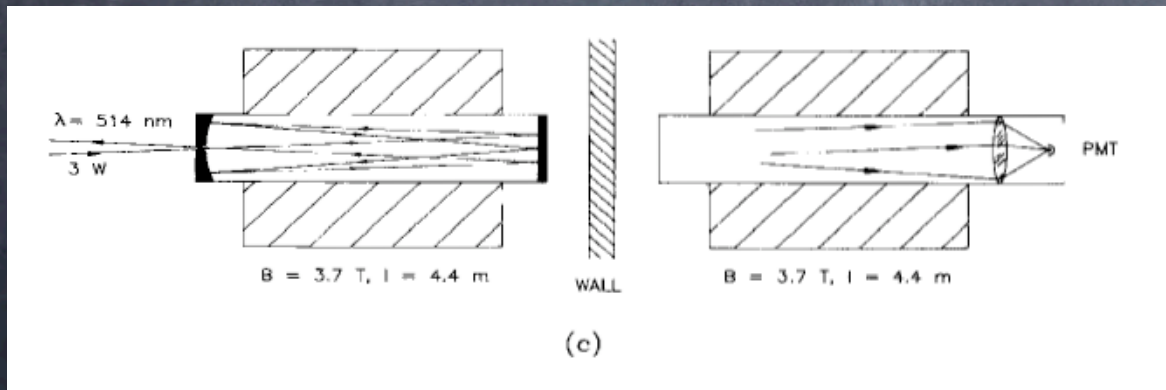 λ= 514 nm
3 W
B = 3.7 T, l = 4.4 m
WALL
B = 3.7 T, l = 4.4 m
PMT
(c)